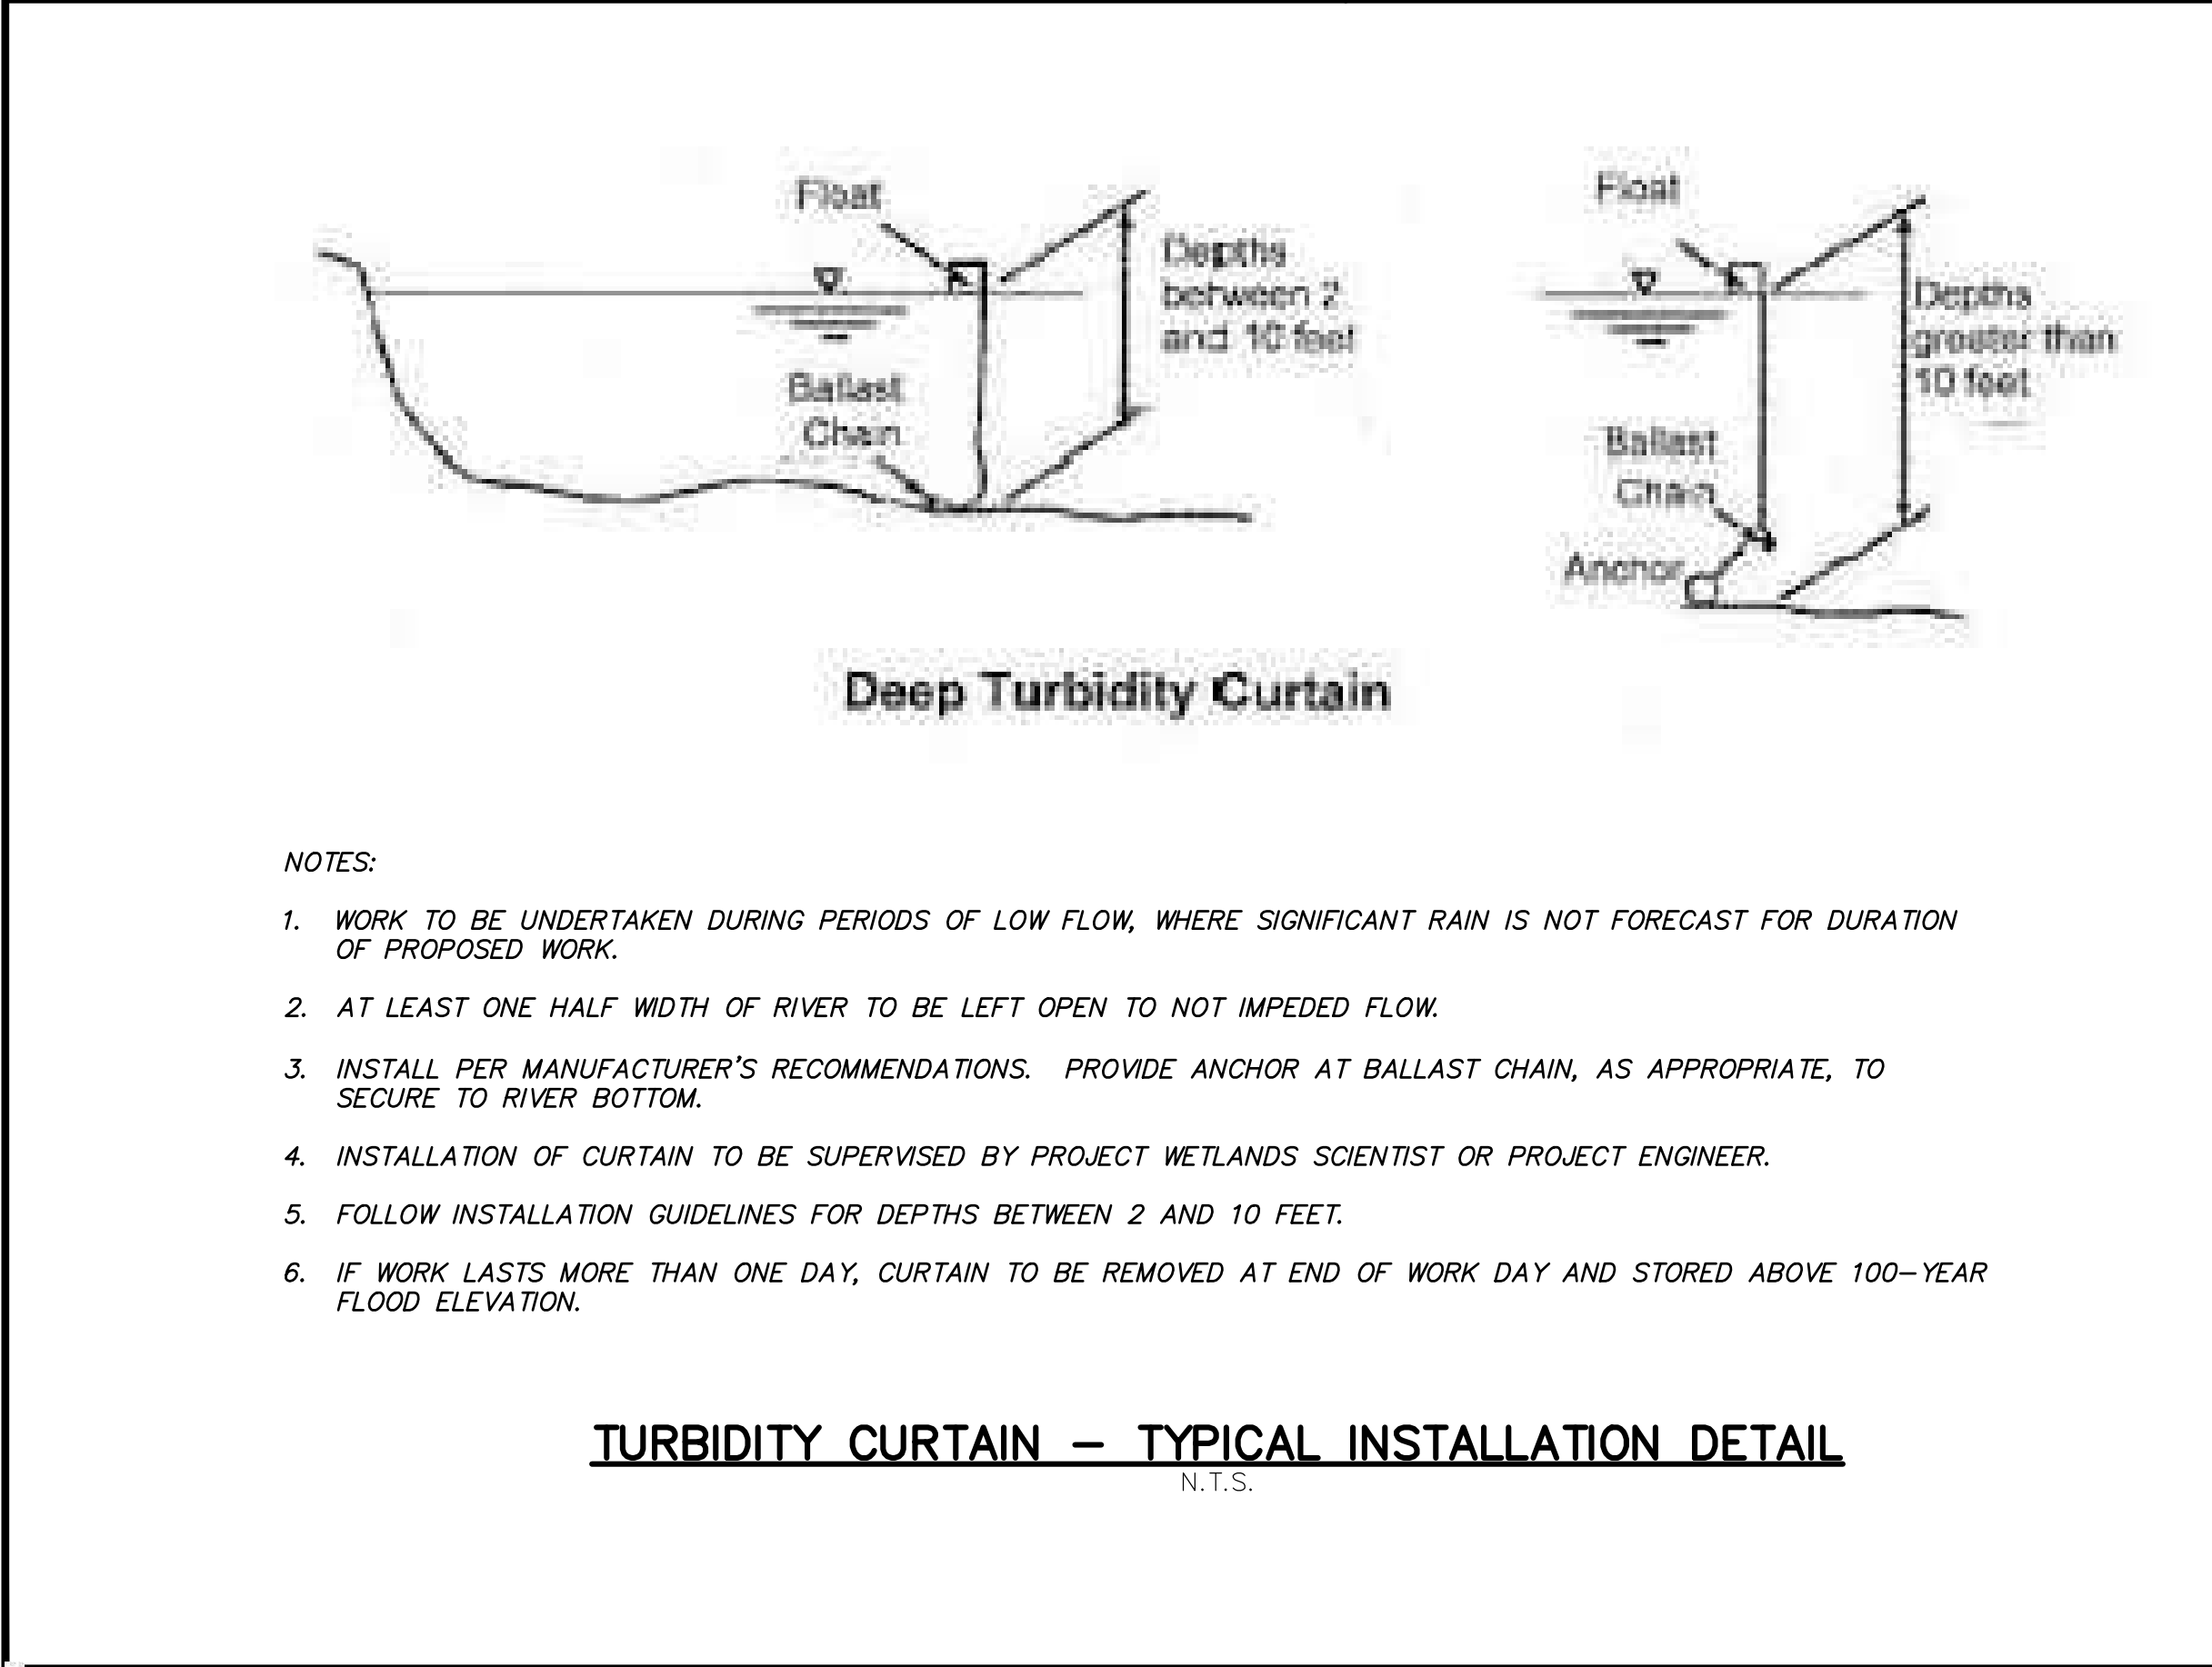 Float
Depths
between 2
and 10 feet
Ballast
Chain
Float
Depths
greater than
10 feet
Ballast
Chain
Anchor
Deep Turbidity Curtain
NOTES:
1. WORK TO BE UNDERTAKEN DURING PERIODS OF LOW FLOW, WHERE SIGNIFICANT RAIN IS NOT FORECAST FOR DURATION
OF PROPOSED WORK.
2. AT LEAST ONE HALF WIDTH OF RIVER TO BE LEFT OPEN TO NOT IMPEDED FLOW.
3. INSTALL PER MANUFACTURER'S RECOMMENDATIONS. PROVIDE ANCHOR AT BALLAST CHAIN, AS APPROPRIATE, TO
SECURE TO RIVER BOTTOM.
4. INSTALLATION OF CURTAIN TO BE SUPERVISED BY PROJECT WETLANDS SCIENTIST OR PROJECT ENGINEER.
5. FOLLOW INSTALLATION GUIDELINES FOR DEPTHS BETWEEN 2 AND 10 FEET.
6. IF WORK LASTS MORE THAN ONE DAY, CURTAIN TO BE REMOVED AT END OF WORK DAY AND STORED ABOVE 100-YEAR
FLOOD ELEVATION.
TURBIDITY CURTAIN - TYPICAL INSTALLATION DETAIL
N.T.S.